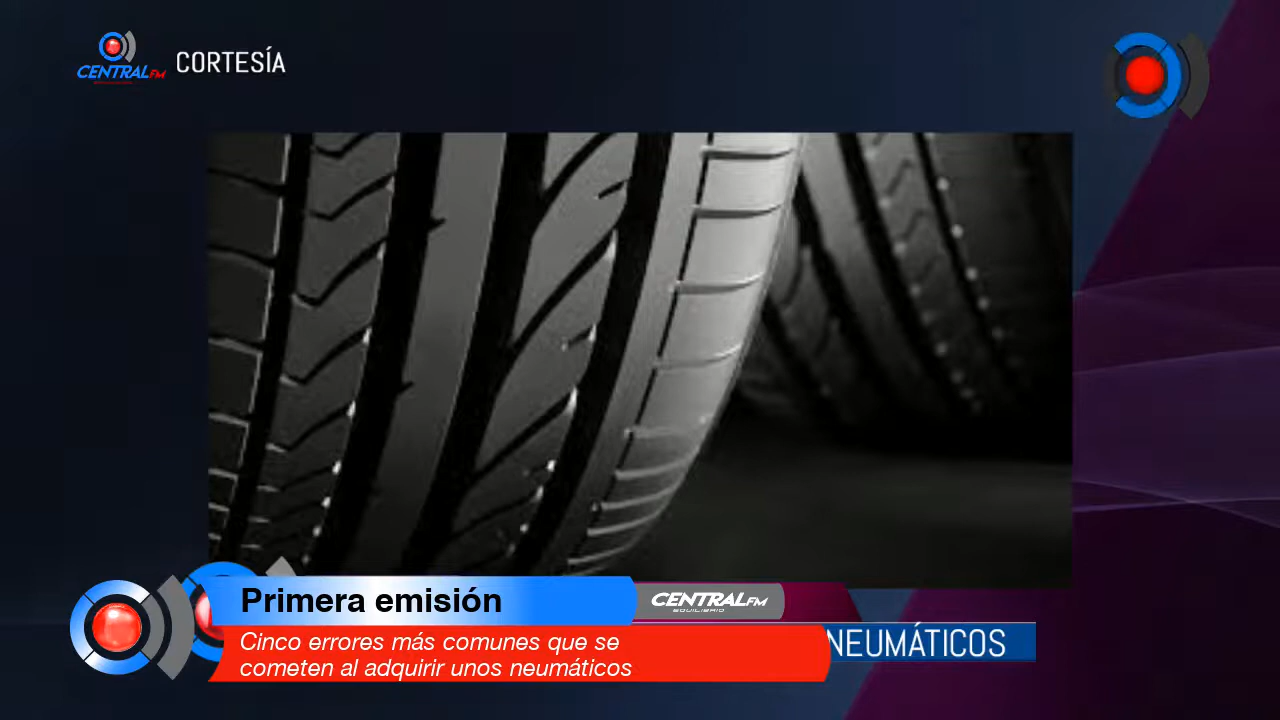 CENTRAL FM
CORTESÍA
Primera emisión
CENTRAL FM
EQUILIBRIO
Cinco errores más comunes que se
cometen al adquirir unos neumáticos
NEUMÁTICOS